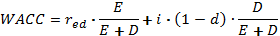 WACC = r_ed · E/(E + D) + i · (1 − d) · D/(E + D)